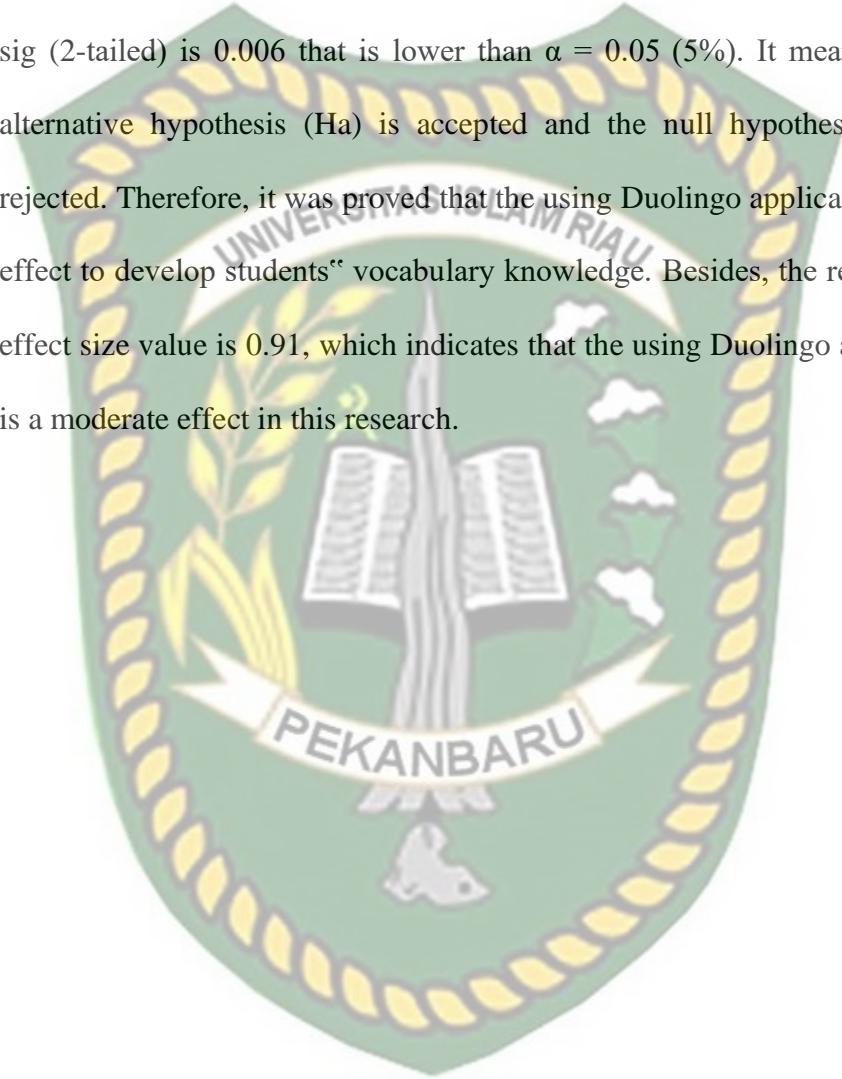 sig (2-tailed) is 0.006 that is lower than α = 0.05 (5%). It mea
alternative hypothesis (Ha) is accepted and the null hypothes
rejected. Therefore, it was proved that the using Duolingo applica
UNIVERSITAS ISLAM RIAU
effect to develop students‟ vocabulary knowledge. Besides, the re
effect size value is 0.91, which indicates that the using Duolingo a
is a moderate effect in this research.
PEKANBARU